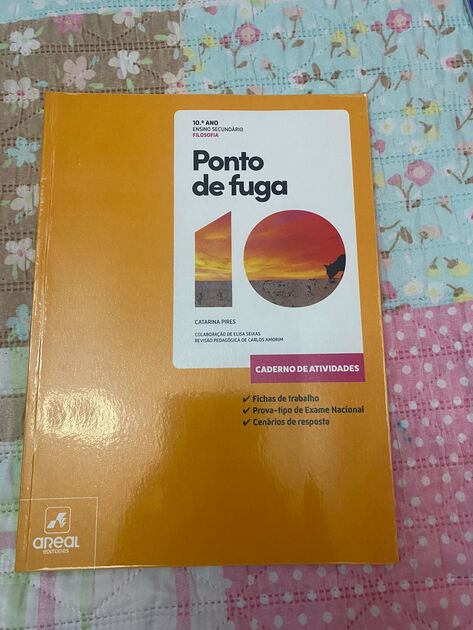 10.º ANO
ENSINO SECUNDÁRIO
FILOSOFIA
Ponto
de fuga
10
CATARINA PIRES
COLABORAÇÃO DE ELISA SEIXAS
REVISÃO PEDAGÓGICA DE CARLOS AMORIM
CADERNO DE ATIVIDADES
✓ Fichas de trabalho
✓ Prova-tipo de Exame Nacional
✓ Cenários de resposta
AREAL
EDITORES